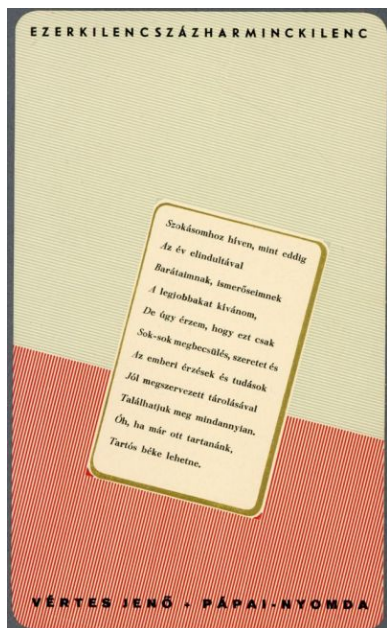 EZERKILENCSZÁZHARMINCKILENC
Szokásomhoz híven, mint eddig
Az év elindultával
Barátaimnak, ismerőseimnek
A legjobbakat kívánom,
De úgy érzem, hogy ezt csak
Sok-sok megbecsülés, szeretet és
Az emberi érzések és tudások
Jól megszervezett tárolásával
Találhatjuk meg mindannyian.
Óh, ha már ott tartanánk,
Tartós béke lehetne.
VÉRTES JENŐ • PÁPAI-NYOMDA